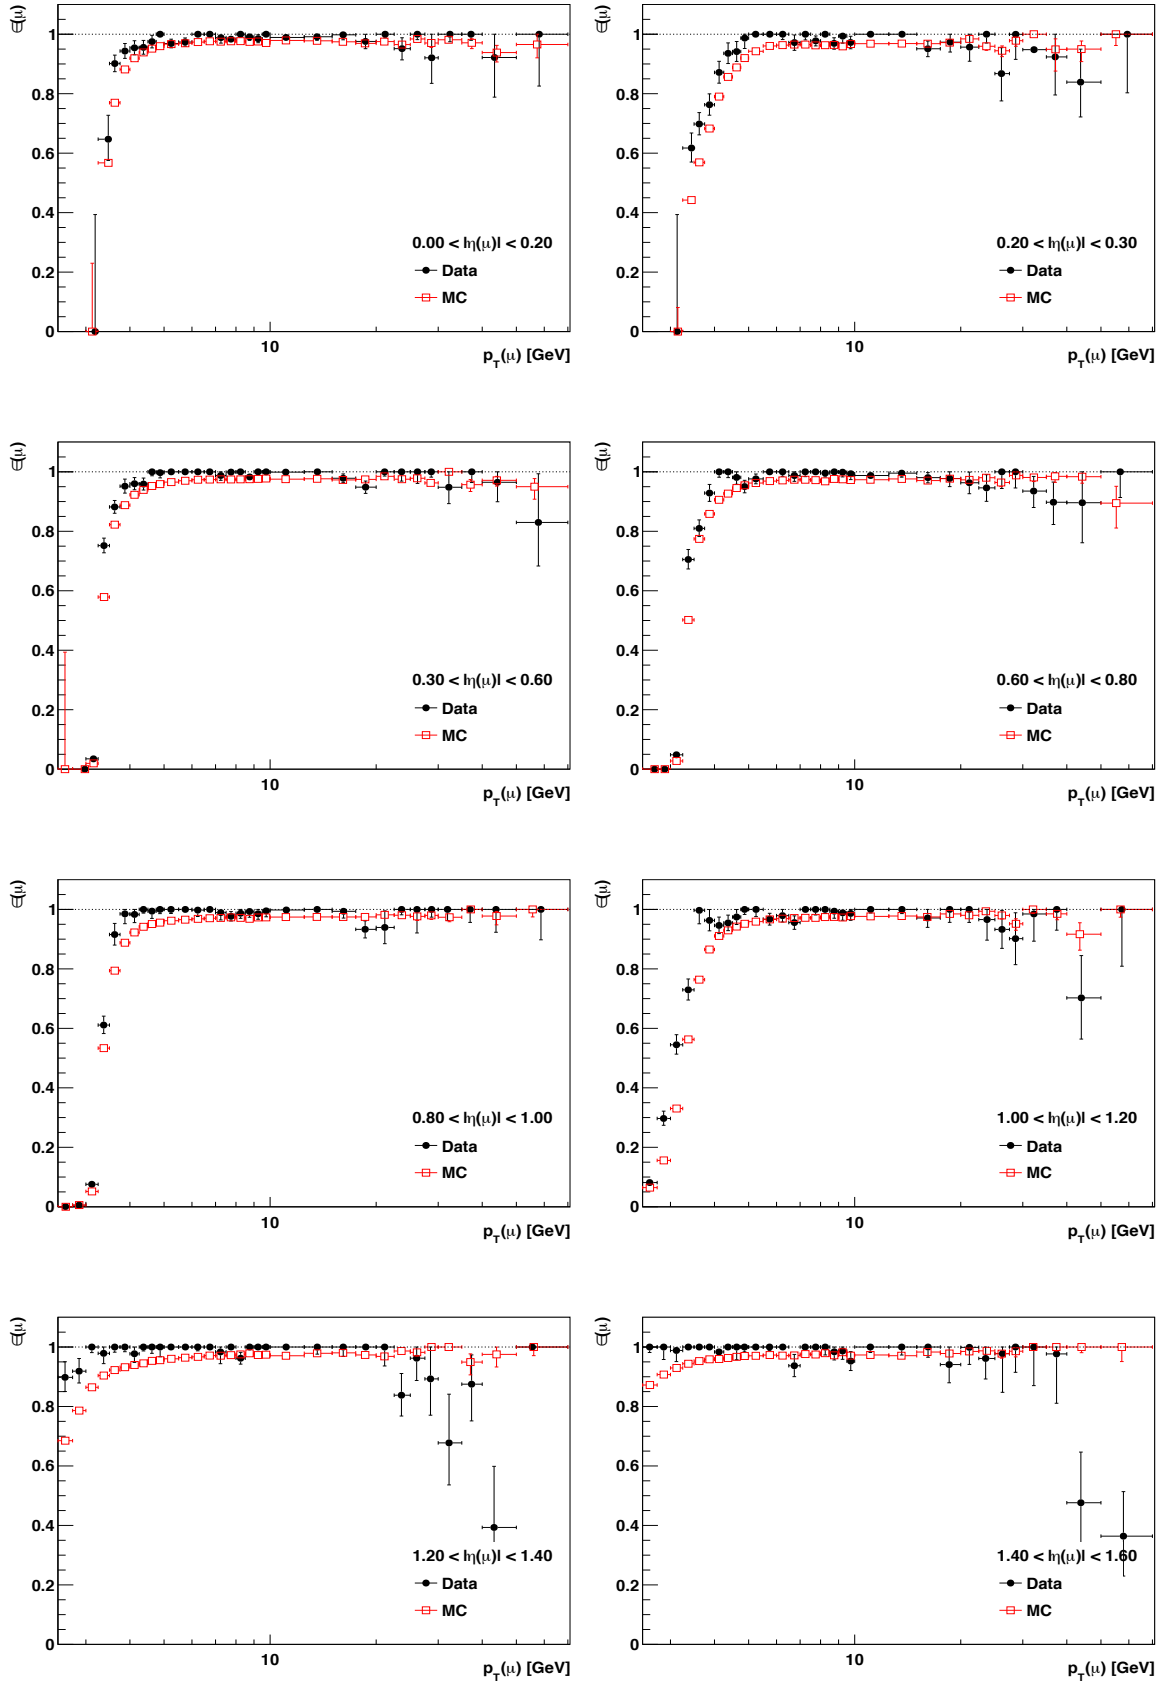 ∈(μ)
1
0.8
0.6
0.4
0.2
0
0.00 < |η(μ)| < 0.20
Data
MC
10
p_T(μ) [GeV]
∈(μ)
1
0.8
0.6
0.4
0.2
0
0.20 < |η(μ)| < 0.30
Data
MC
10
p_T(μ) [GeV]
∈(μ)
1
0.8
0.6
0.4
0.2
0
0.30 < |η(μ)| < 0.60
Data
MC
10
p_T(μ) [GeV]
∈(μ)
1
0.8
0.6
0.4
0.2
0
0.60 < |η(μ)| < 0.80
Data
MC
10
p_T(μ) [GeV]
∈(μ)
1
0.8
0.6
0.4
0.2
0
0.80 < |η(μ)| < 1.00
Data
MC
10
p_T(μ) [GeV]
∈(μ)
1
0.8
0.6
0.4
0.2
0
1.00 < |η(μ)| < 1.20
Data
MC
10
p_T(μ) [GeV]
∈(μ)
1
0.8
0.6
0.4
0.2
0
1.20 < |η(μ)| < 1.40
Data
MC
10
p_T(μ) [GeV]
∈(μ)
1
0.8
0.6
0.4
0.2
0
1.40 < |η(μ)| < 1.60
Data
MC
10
p_T(μ) [GeV]